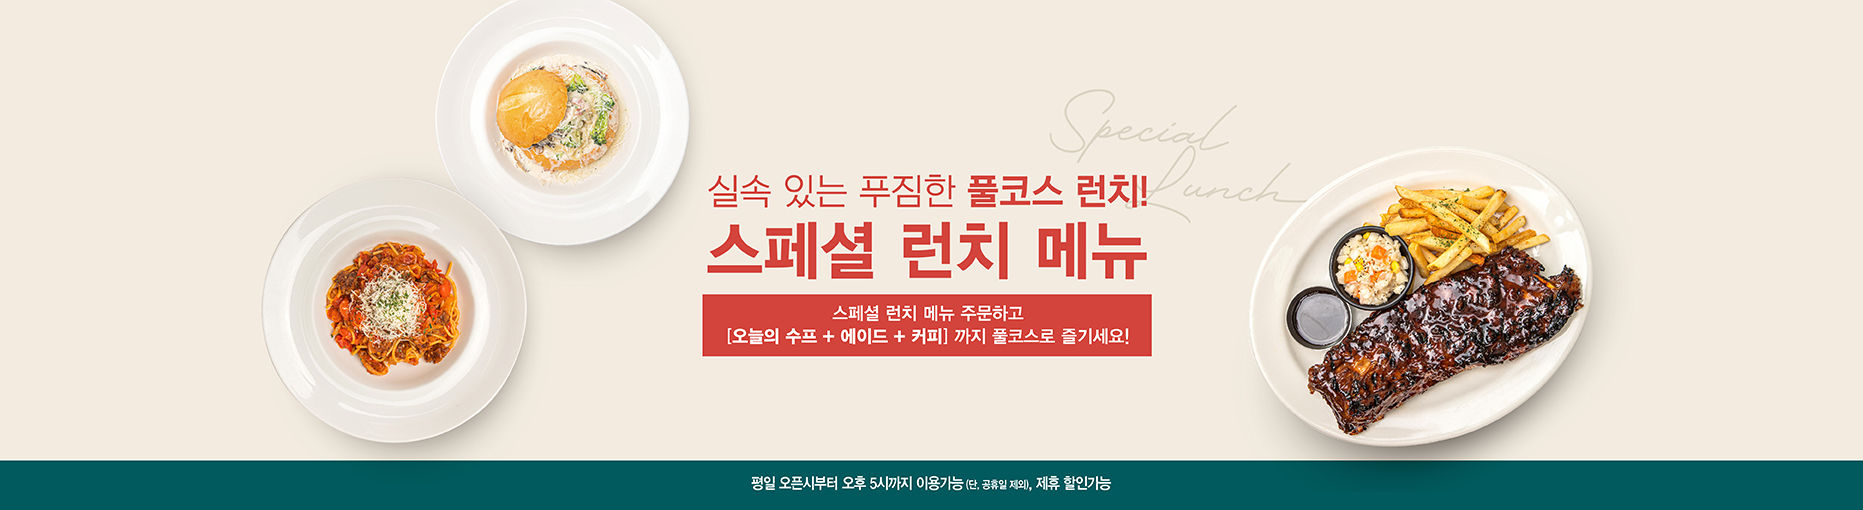 Special
Lunch
실속 있는 푸짐한 풀코스 런치!
스페셜 런치 메뉴
스페셜 런치 메뉴 주문하고
[오늘의 수프 + 에이드 + 커피] 까지 풀코스로 즐기세요!
평일 오픈시부터 오후 5시까지 이용가능 (단, 공휴일 제외), 제휴 할인가능